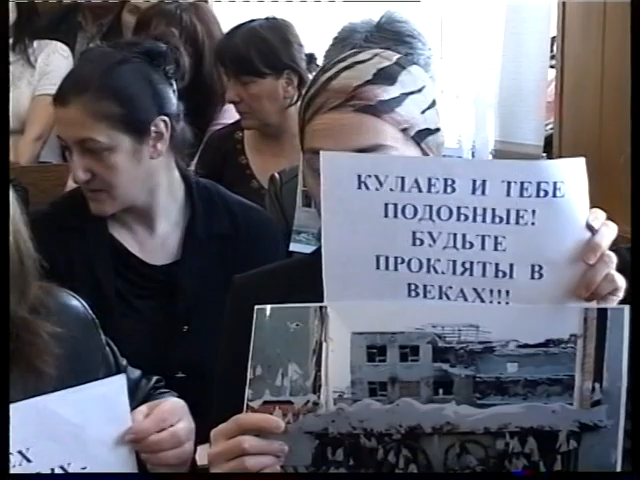 КУЛАЕВ И ТЕБЕ
ПОДОБНЫЕ!
БУДЬТЕ
ПРОКЛЯТЫ В
ВЕКАХ!!!